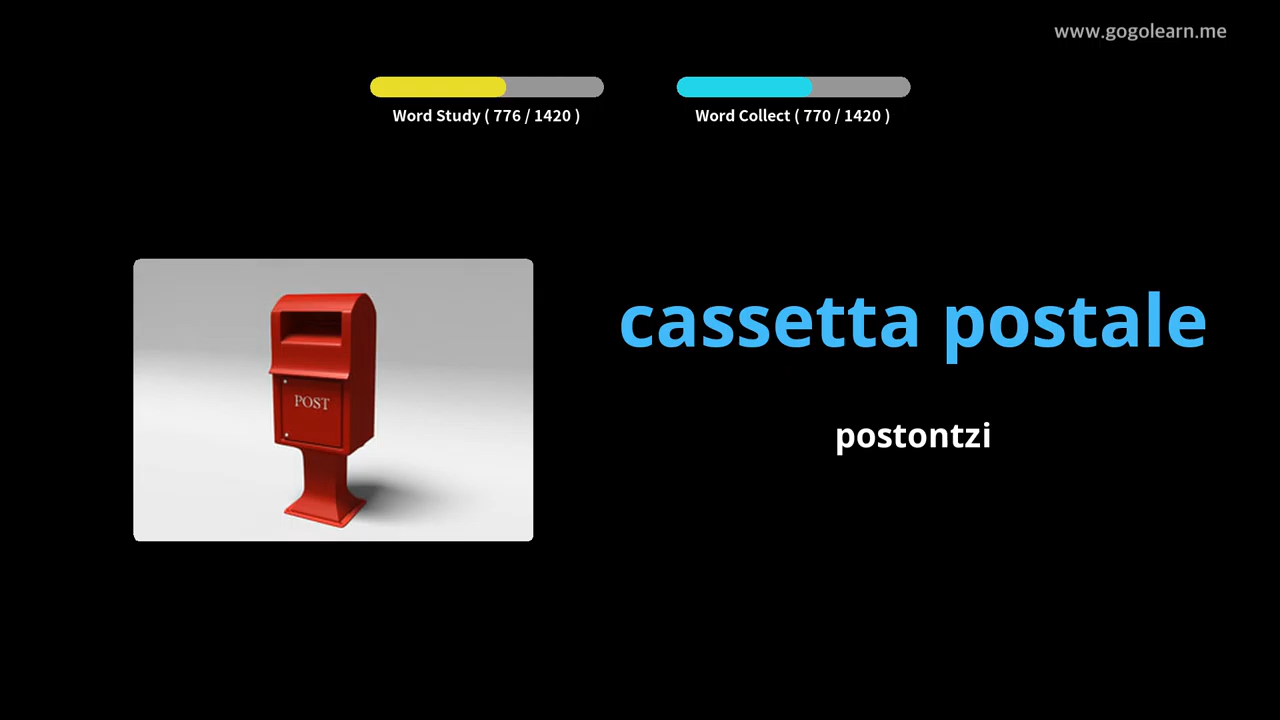 www.gogolearn.me
Word Study ( 776 / 1420 )
Word Collect ( 770 / 1420 )
cassetta postale
POST
postontzi